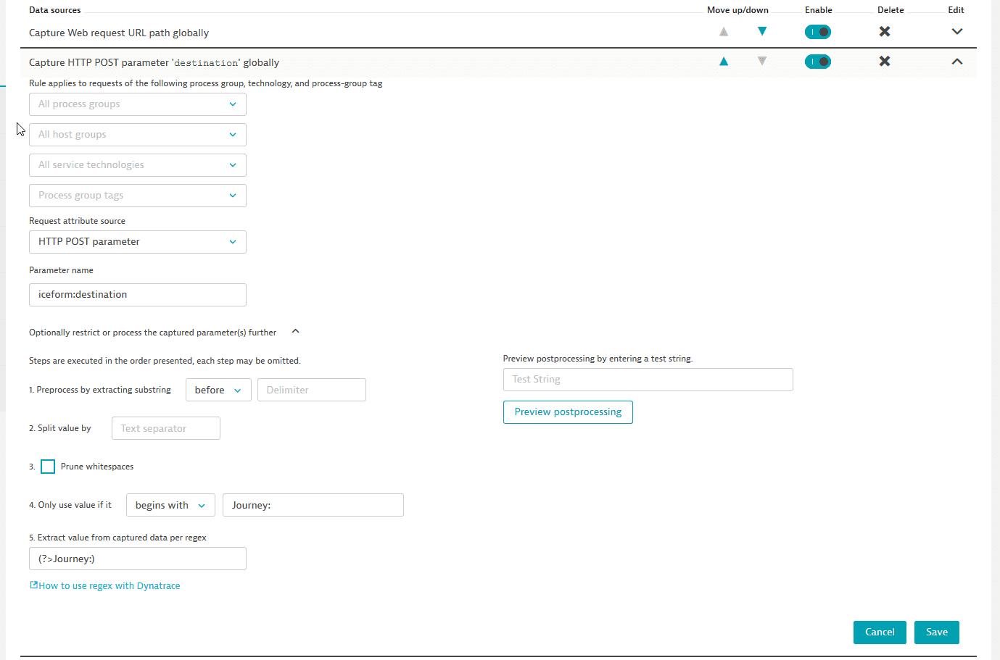 Data sources Move up/down Enable Delete Edit
Capture Web request URL path globally
Capture HTTP POST parameter 'destination' globally
Rule applies to requests of the following process group, technology, and process-group tag
All process groups
All host groups
All service technologies
Process group tags
Request attribute source
HTTP POST parameter
Parameter name
iceform:destination
Optionally restrict or process the captured parameter(s) further
Steps are executed in the order presented, each step may be omitted.
1. Preprocess by extracting substring before Delimiter
2. Split value by Text separator
3. Prune whitespaces
4. Only use value if it begins with Journey:
5. Extract value from captured data per regex
(?>Journey:)
How to use regex with Dynatrace
Preview postprocessing by entering a test string.
Test String
Preview postprocessing
Cancel Save